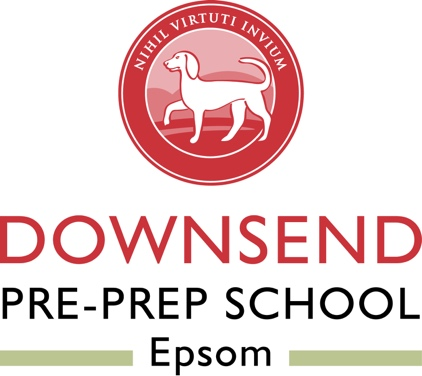 NIHIL VIRTUTI INVIUM
DOWNSEND
PRE-PREP SCHOOL
Epsom